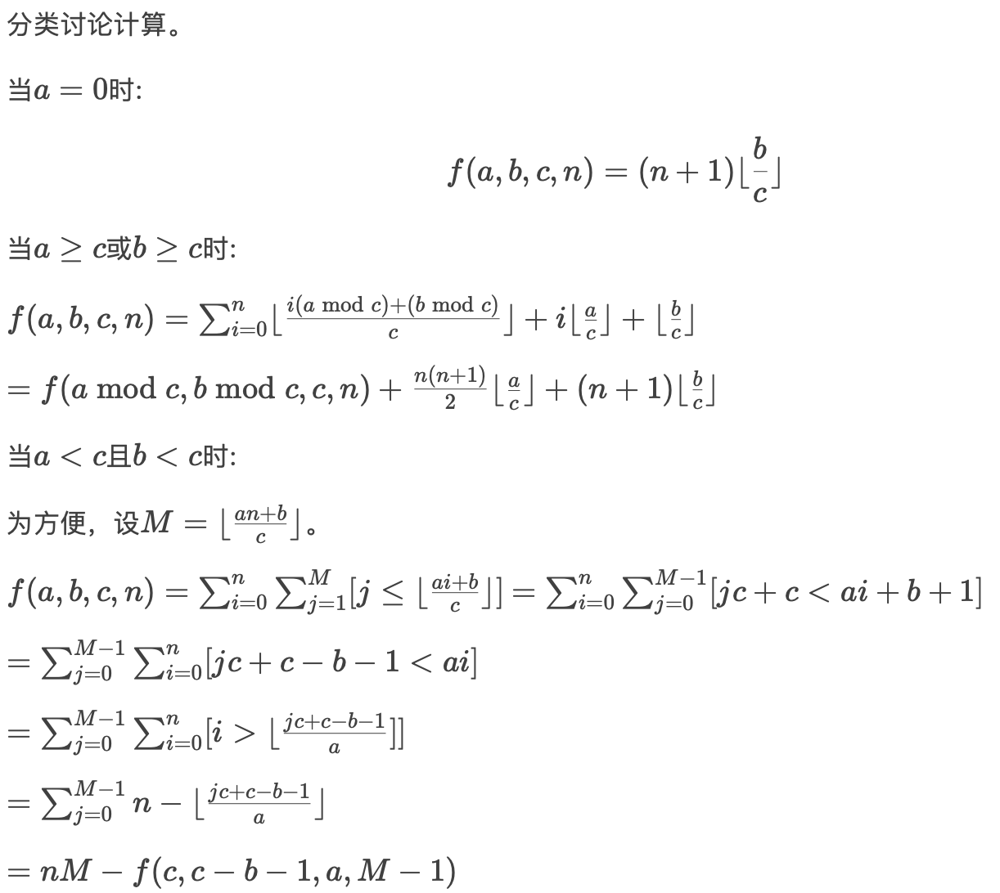 分类讨论计算。
当$a = 0$时:
$f(a, b, c, n) = (n + 1)\lfloor \frac{b}{c} \rfloor$
当$a \geq c$或$b \geq c$时:
$f(a, b, c, n) = \sum_{i=0}^{n} \lfloor \frac{i(a \bmod c)+(b \bmod c)}{c} \rfloor + i\lfloor \frac{a}{c} \rfloor + \lfloor \frac{b}{c} \rfloor$
$= f(a \bmod c, b \bmod c, c, n) + \frac{n(n+1)}{2} \lfloor \frac{a}{c} \rfloor + (n + 1)\lfloor \frac{b}{c} \rfloor$
当$a < c$且$b < c$时:
为方便，设$M = \lfloor \frac{an+b}{c} \rfloor$。
$f(a, b, c, n) = \sum_{i=0}^{n} \sum_{j=1}^{M} [j \leq \lfloor \frac{ai+b}{c} \rfloor] = \sum_{i=0}^{n} \sum_{j=0}^{M-1} [jc + c < ai + b + 1]$
$= \sum_{j=0}^{M-1} \sum_{i=0}^{n} [jc + c - b - 1 < ai]$
$= \sum_{j=0}^{M-1} \sum_{i=0}^{n} [i > \lfloor \frac{jc+c-b-1}{a} ]]$
$= \sum_{j=0}^{M-1} n - \lfloor \frac{jc+c-b-1}{a} \rfloor$
$= nM - f(c, c - b - 1, a, M - 1)$